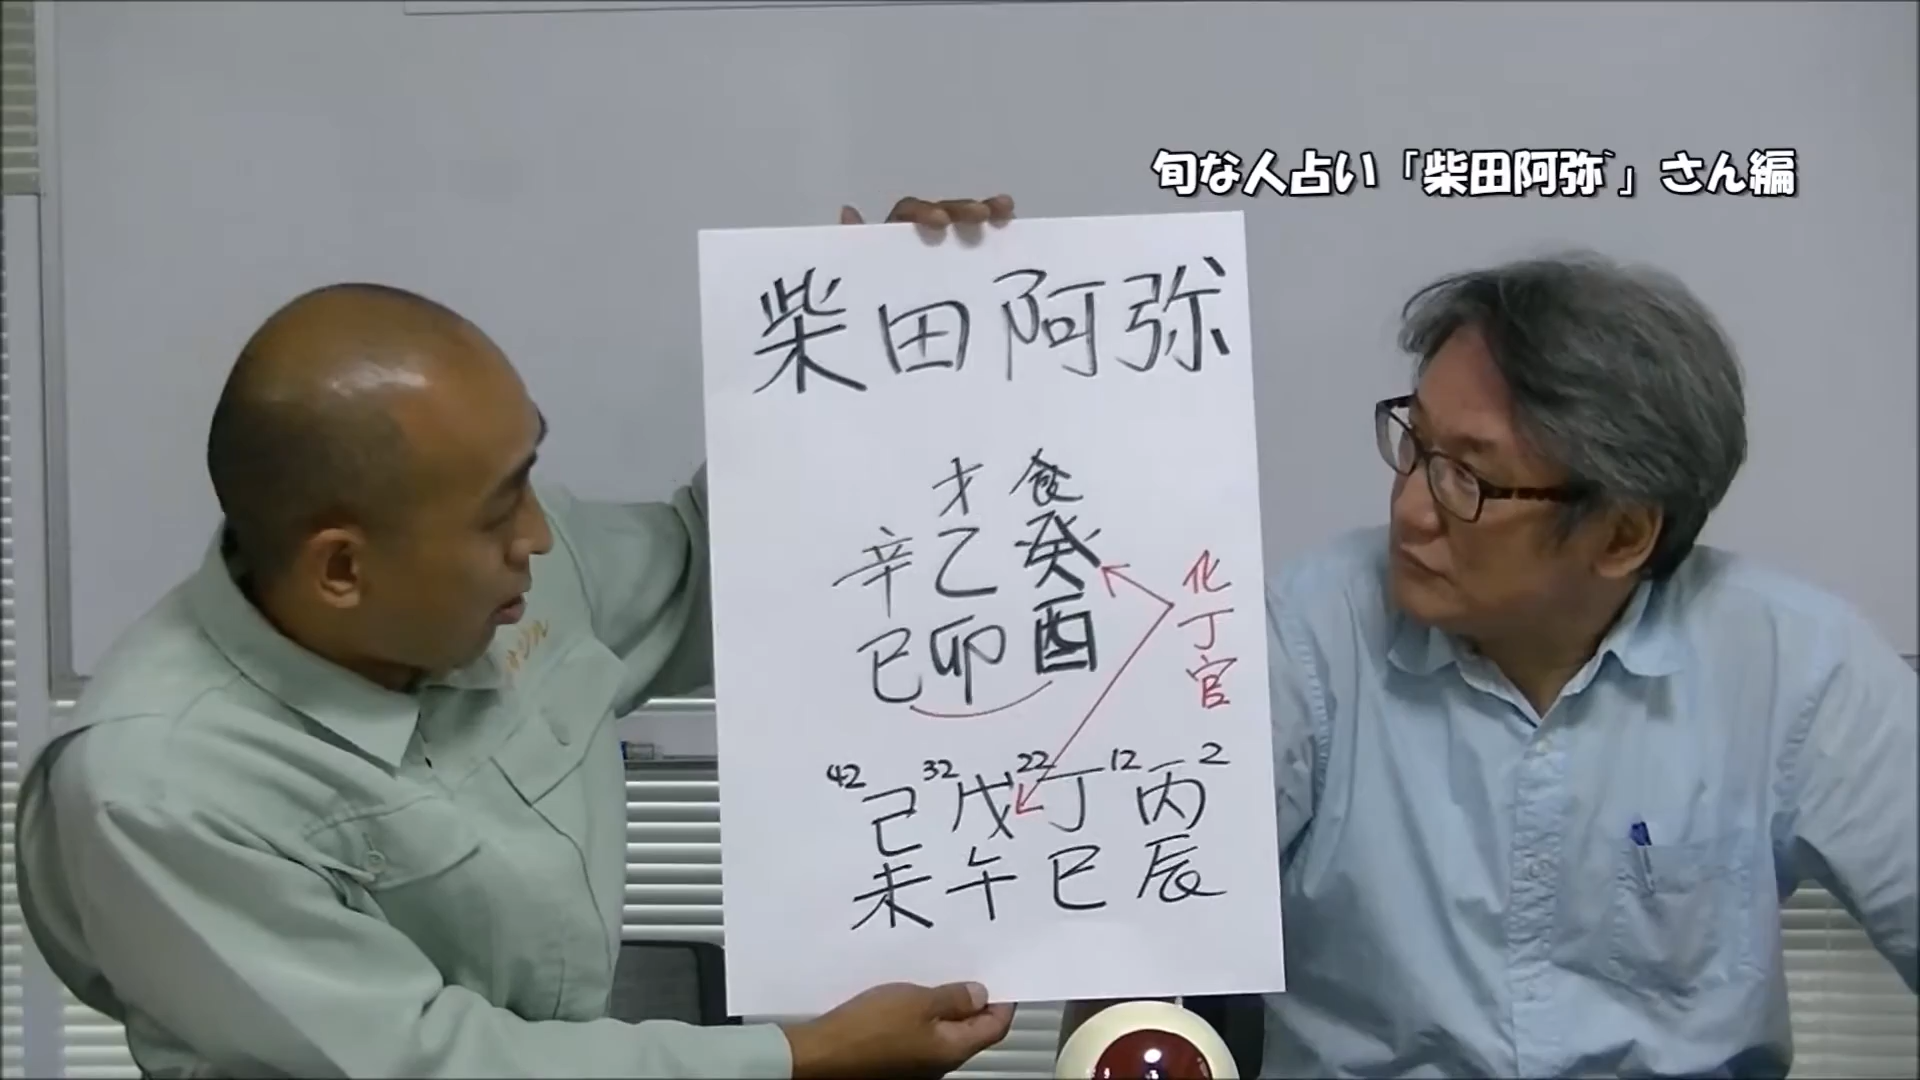 旬な人占い「柴田阿弥」さん編
柴田阿弥
才 食
辛 乙 癸
巳 卯 酉
化丁官
42 32 22 12 2
己 戊 丁 丙
未 午 巳 辰